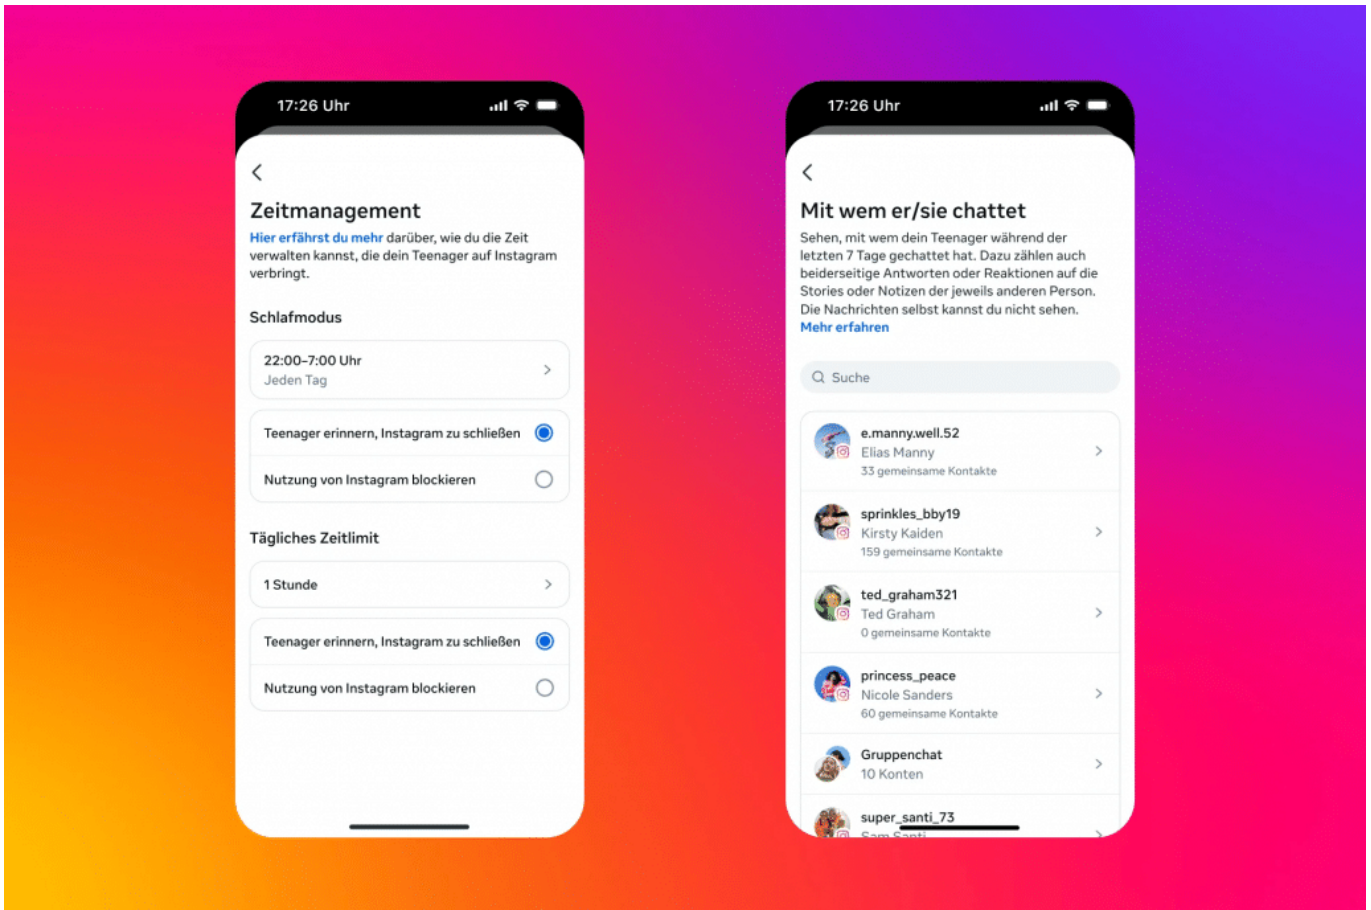 17:26 Uhr
Zeitmanagement
Hier erfährst du mehr darüber, wie du die Zeit
verwalten kannst, die dein Teenager auf Instagram
verbringt.
Schlafmodus
22:00–7:00 Uhr
Jeden Tag
Teenager erinnern, Instagram zu schließen
Nutzung von Instagram blockieren
Tägliches Zeitlimit
1 Stunde
Teenager erinnern, Instagram zu schließen
Nutzung von Instagram blockieren
17:26 Uhr
Mit wem er/sie chattet
Sehen, mit wem dein Teenager während der
letzten 7 Tage gechattet hat. Dazu zählen auch
beiderseitige Antworten oder Reaktionen auf die
Stories oder Notizen der jeweils anderen Person.
Die Nachrichten selbst kannst du nicht sehen.
Mehr erfahren
Suche
e.manny.well.52
Elias Manny
33 gemeinsame Kontakte
sprinkles_bby19
Kirsty Kaiden
159 gemeinsame Kontakte
ted_graham321
Ted Graham
0 gemeinsame Kontakte
princess_peace
Nicole Sanders
60 gemeinsame Kontakte
Gruppenchat
10 Konten
super_santi_73
Sam Santi